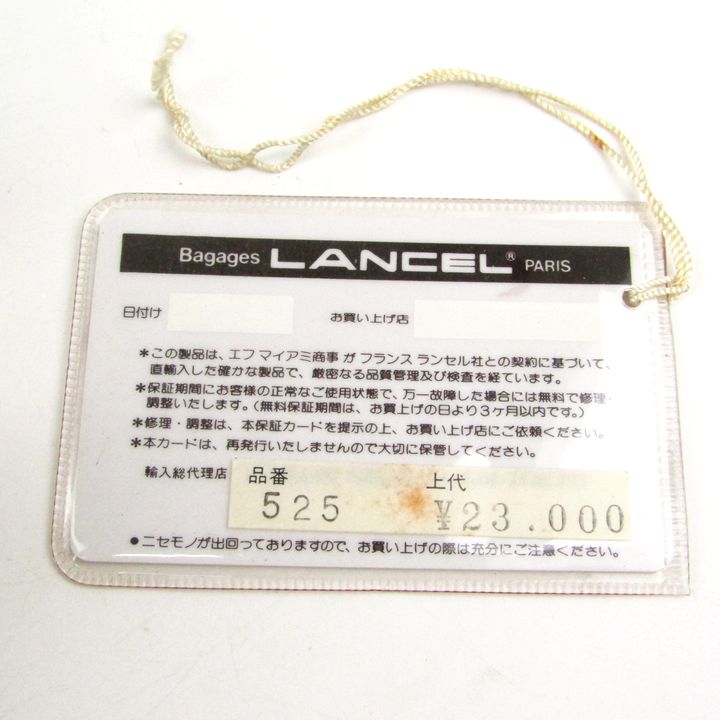 Bagages LANCEL® PARIS
日付け お買い上げ店
*この製品は、エフ マイアミ商事 が フランス ランセル社との契約に基づいて、
直輸入した確かな製品で、厳密なる品質管理及び検査を経ています。
*保証期間にお客様の正常なご使用状態で、万一故障した場合には無料で修理・
調整いたします。(無料保証期間は、お買上げの日より3ヶ月以内です。)
*修理・調整は、本保証カードを提示の上、お買い上げ店にご依頼ください。
*本カードは、再発行いたしませんので大切に保管してください。
輸入総代理店 品番 上代
525 ¥23.000
●ニセモノが出回っておりますので、お買い上げの際は充分にご注意ください。